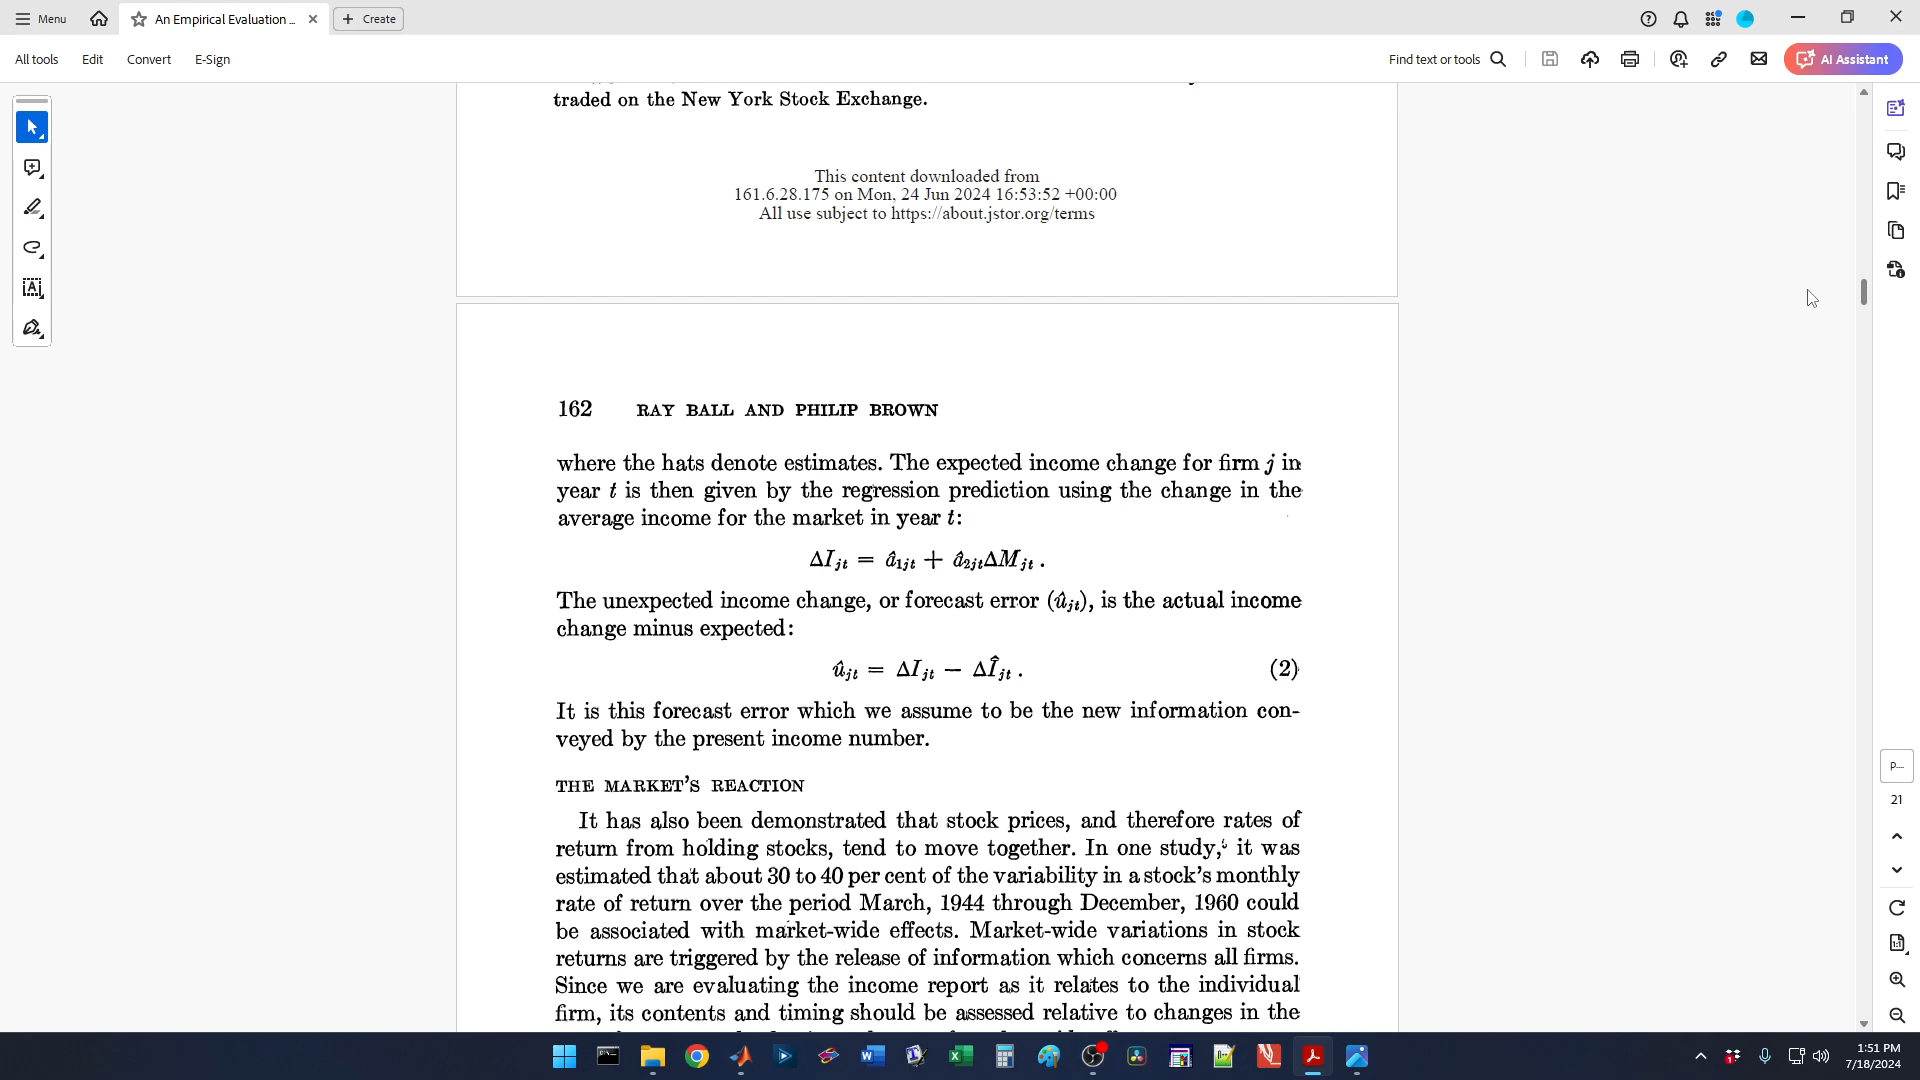 Menu
An Empirical Evaluation ...
Create
All tools
Edit
Convert
E-Sign
Find text or tools
AI Assistant
traded on the New York Stock Exchange.
This content downloaded from
161.6.28.175 on Mon, 24 Jun 2024 16:53:52 +00:00
All use subject to https://about.jstor.org/terms
162 RAY BALL AND PHILIP BROWN
where the hats denote estimates. The expected income change for firm j in
year t is then given by the regression prediction using the change in the
average income for the market in year t:
ΔIjt = â1jt + â2jtΔMjt .
The unexpected income change, or forecast error (ûjt), is the actual income
change minus expected:
ûjt = ΔIjt − ΔÎjt . (2)
It is this forecast error which we assume to be the new information con-
veyed by the present income number.
THE MARKET'S REACTION
It has also been demonstrated that stock prices, and therefore rates of
return from holding stocks, tend to move together. In one study, it was
estimated that about 30 to 40 per cent of the variability in a stock's monthly
rate of return over the period March, 1944 through December, 1960 could
be associated with market-wide effects. Market-wide variations in stock
returns are triggered by the release of information which concerns all firms.
Since we are evaluating the income report as it relates to the individual
firm, its contents and timing should be assessed relative to changes in the
P...
21
1:51 PM
7/18/2024